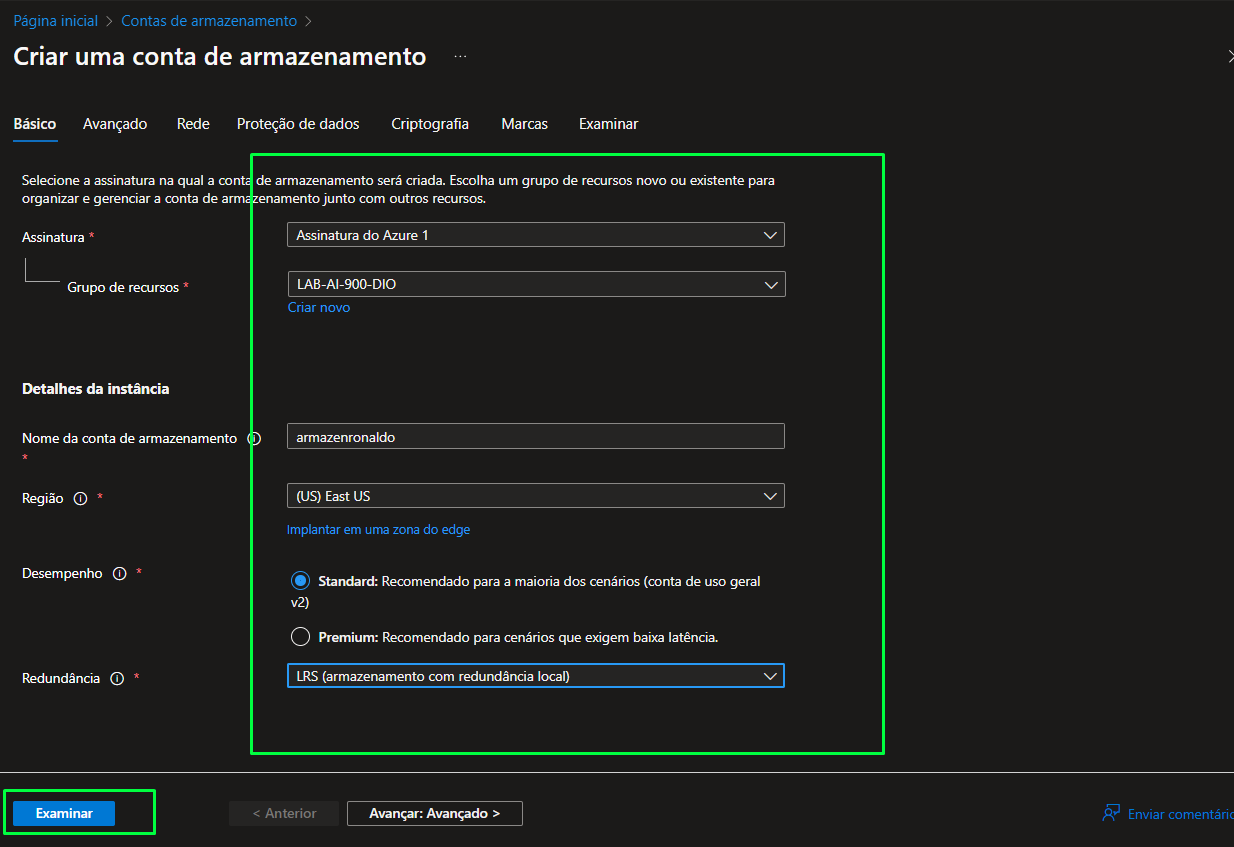 Página inicial > Contas de armazenamento >
Criar uma conta de armazenamento ...
Básico Avançado Rede Proteção de dados Criptografia Marcas Examinar
Selecione a assinatura na qual a conta de armazenamento será criada. Escolha um grupo de recursos novo ou existente para
organizar e gerenciar a conta de armazenamento junto com outros recursos.
Assinatura * Assinatura do Azure 1
Grupo de recursos * LAB-AI-900-DIO
Criar novo
Detalhes da instância
Nome da conta de armazenamento armazenronaldo
*
Região * (US) East US
Implantar em uma zona do edge
Desempenho * Standard: Recomendado para a maioria dos cenários (conta de uso geral
v2)
Premium: Recomendado para cenários que exigem baixa latência.
Redundância * LRS (armazenamento com redundância local)
Examinar < Anterior Avançar: Avançado > Enviar comentário